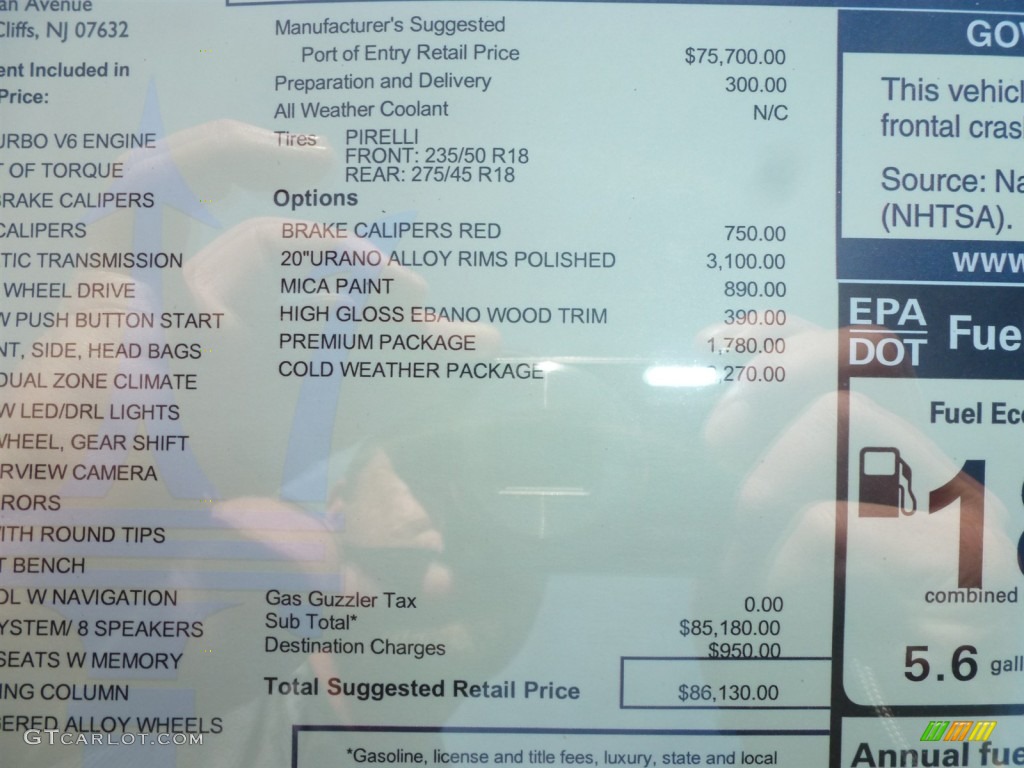 an Avenue
Cliffs, NJ 07632
ent Included in
Price:
URBO V6 ENGINE
T OF TORQUE
BRAKE CALIPERS
CALIPERS
TIC TRANSMISSION
WHEEL DRIVE
W PUSH BUTTON START
NT, SIDE, HEAD BAGS
DUAL ZONE CLIMATE
W LED/DRL LIGHTS
WHEEL, GEAR SHIFT
RVIEW CAMERA
RORS
ITH ROUND TIPS
T BENCH
OL W NAVIGATION
YSTEM/ 8 SPEAKERS
SEATS W MEMORY
ING COLUMN
ERED ALLOY WHEELS
Manufacturer's Suggested
Port of Entry Retail Price $75,700.00
Preparation and Delivery 300.00
All Weather Coolant N/C
Tires PIRELLI
FRONT: 235/50 R18
REAR: 275/45 R18
Options
BRAKE CALIPERS RED 750.00
20"URANO ALLOY RIMS POLISHED 3,100.00
MICA PAINT 890.00
HIGH GLOSS EBANO WOOD TRIM 390.00
PREMIUM PACKAGE 1,780.00
COLD WEATHER PACKAGE ,270.00
Gas Guzzler Tax 0.00
Sub Total* $85,180.00
Destination Charges $950.00
Total Suggested Retail Price $86,130.00
*Gasoline, license and title fees, luxury, state and local
GOV
This vehicl
frontal cras
Source: Na
(NHTSA).
www
EPA
DOT Fue
Fuel Eco
1
combined
5.6 gall
Annual fue
GTCARLOT.COM